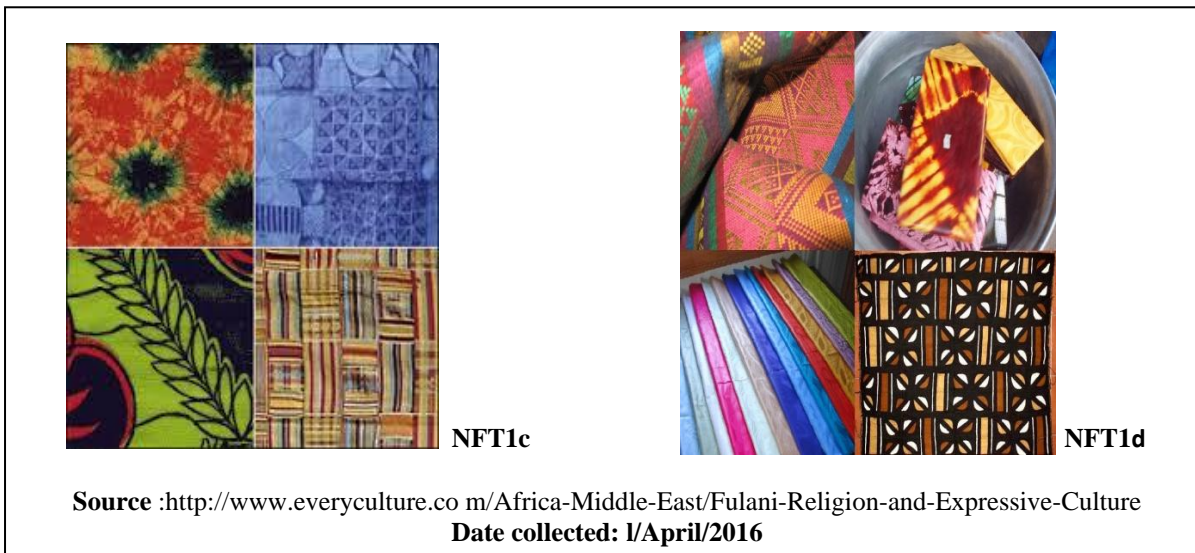 NFT1c
NFT1d
Source :http://www.everyculture.co m/Africa-Middle-East/Fulani-Religion-and-Expressive-Culture
Date collected: l/April/2016